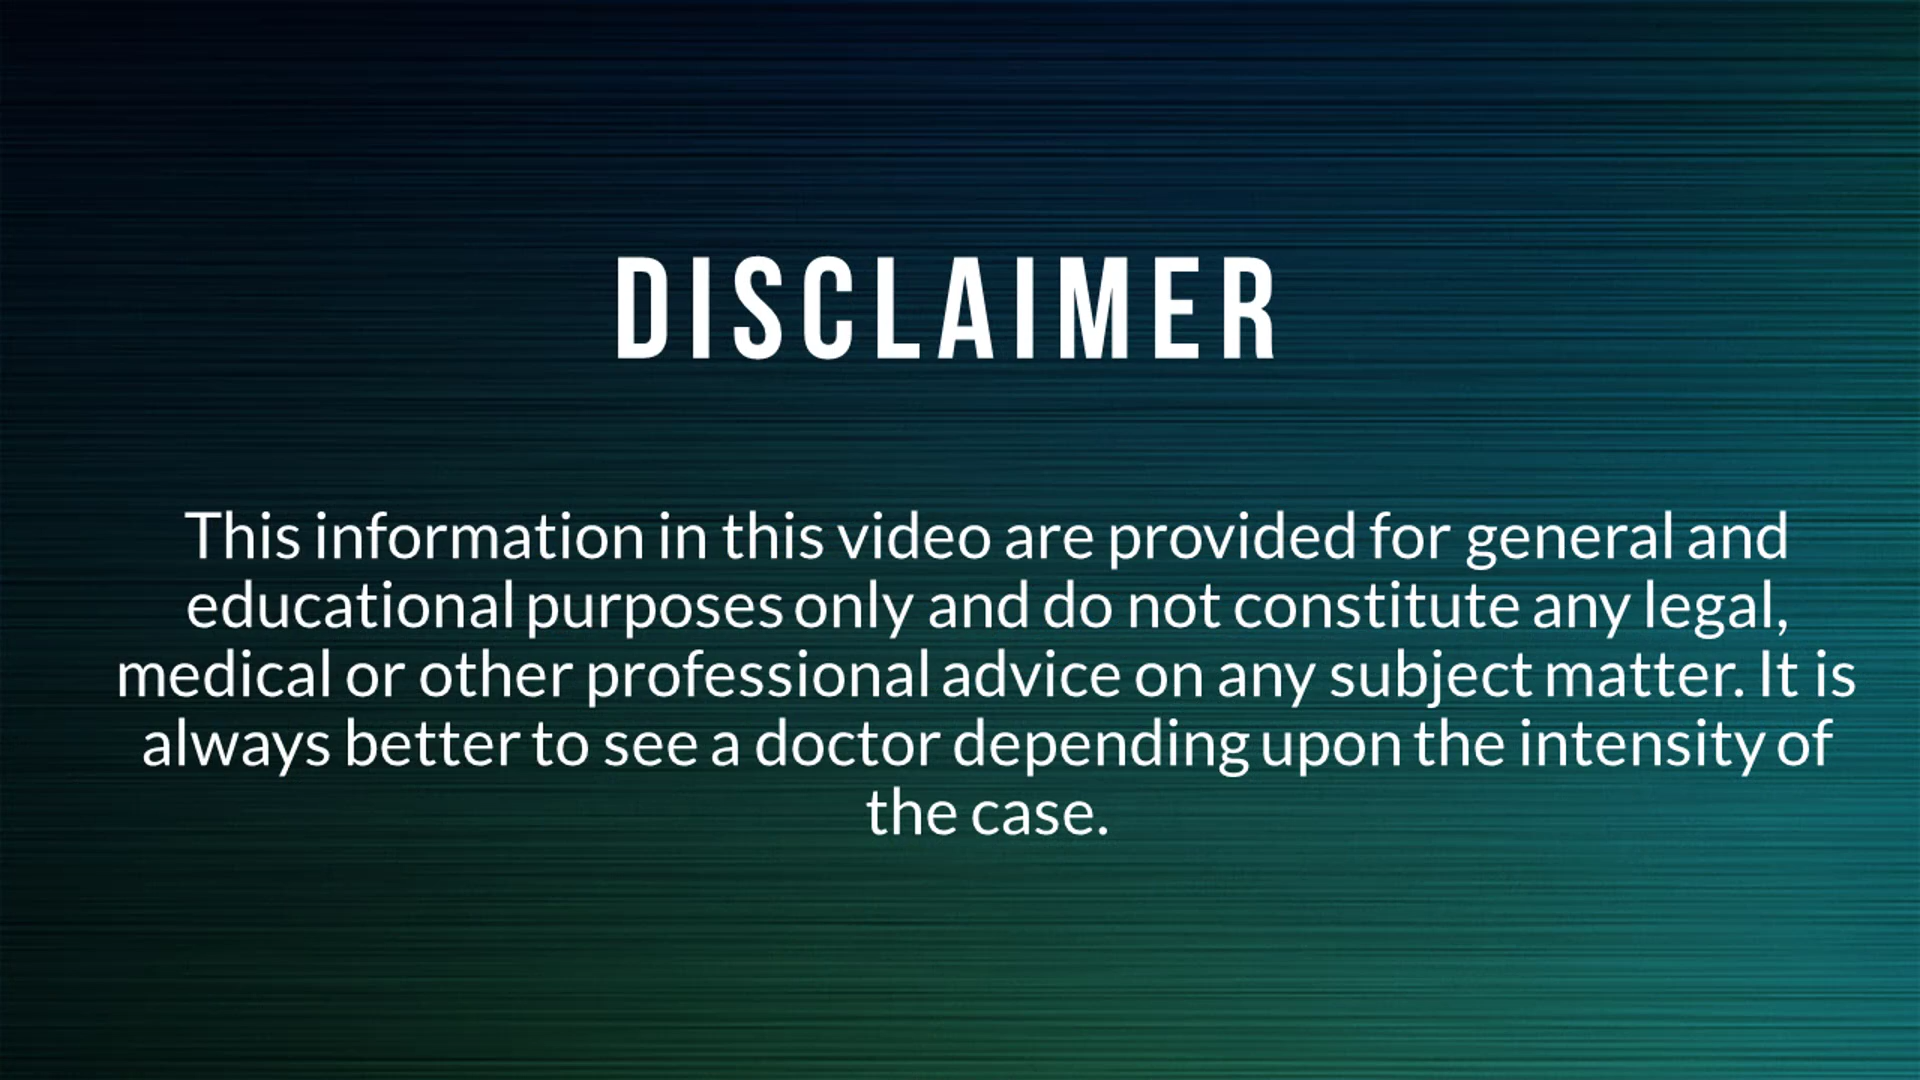 DISCLAIMER
This information in this video are provided for general and
educational purposes only and do not constitute any legal,
medical or other professional advice on any subject matter. It is
always better to see a doctor depending upon the intensity of
the case.